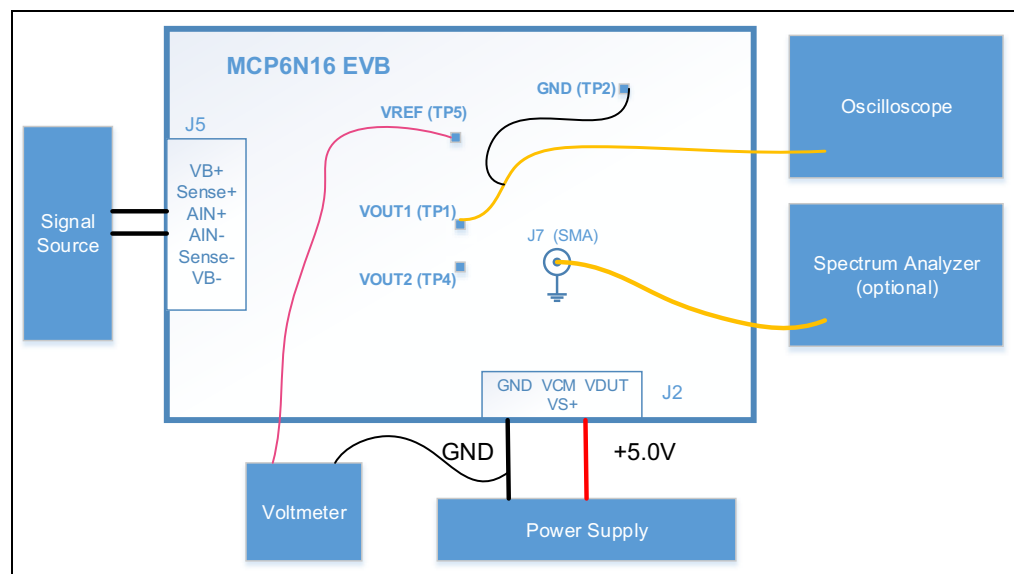 MCP6N16 EVB
GND (TP2)
VREF (TP5)
Oscilloscope
J5
VB+
Sense+
AIN+
AIN-
Sense-
VB-
Signal
Source
VOUT1 (TP1)
J7 (SMA)
VOUT2 (TP4)
Spectrum Analyzer
(optional)
GND VCM VDUT
VS+
J2
GND
+5.0V
Voltmeter
Power Supply